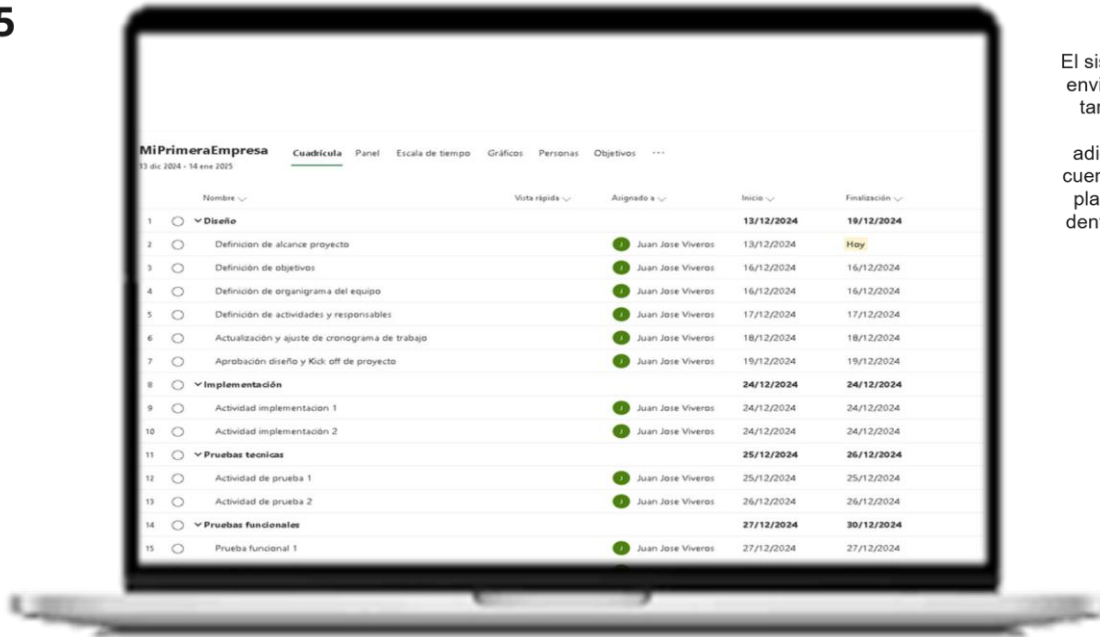 5
El sis
envi
tar
adi
cuer
pla
den
MiPrimeraEmpresa Cuadrícula Panel Escala de tiempo Gráficos Personas Objetivos ...
13 dic 2024 - 14 ene 2025
Nombre Vista rápida Asignado a Inicio Finalización
1 Diseño 13/12/2024 19/12/2024
2 Definicion de alcance proyecto J Juan Jose Viveros 13/12/2024 Hoy
3 Definición de objetivos J Juan Jose Viveros 16/12/2024 16/12/2024
4 Definición de organigrama del equipo J Juan Jose Viveros 16/12/2024 16/12/2024
5 Definición de actividades y responsables J Juan Jose Viveros 17/12/2024 17/12/2024
6 Actualización y ajuste de cronograma de trabajo J Juan Jose Viveros 18/12/2024 18/12/2024
7 Aprobación diseño y Kick off de proyecto J Juan Jose Viveros 19/12/2024 19/12/2024
8 Implementación 24/12/2024 24/12/2024
9 Actividad implementacion 1 J Juan Jose Viveros 24/12/2024 24/12/2024
10 Actividad implementación 2 J Juan Jose Viveros 24/12/2024 24/12/2024
11 Pruebas tecnicas 25/12/2024 26/12/2024
12 Actividad de prueba 1 J Juan Jose Viveros 25/12/2024 25/12/2024
13 Actividad de prueba 2 J Juan Jose Viveros 26/12/2024 26/12/2024
14 Pruebas funcionales 27/12/2024 30/12/2024
15 Prueba funcional 1 J Juan Jose Viveros 27/12/2024 27/12/2024